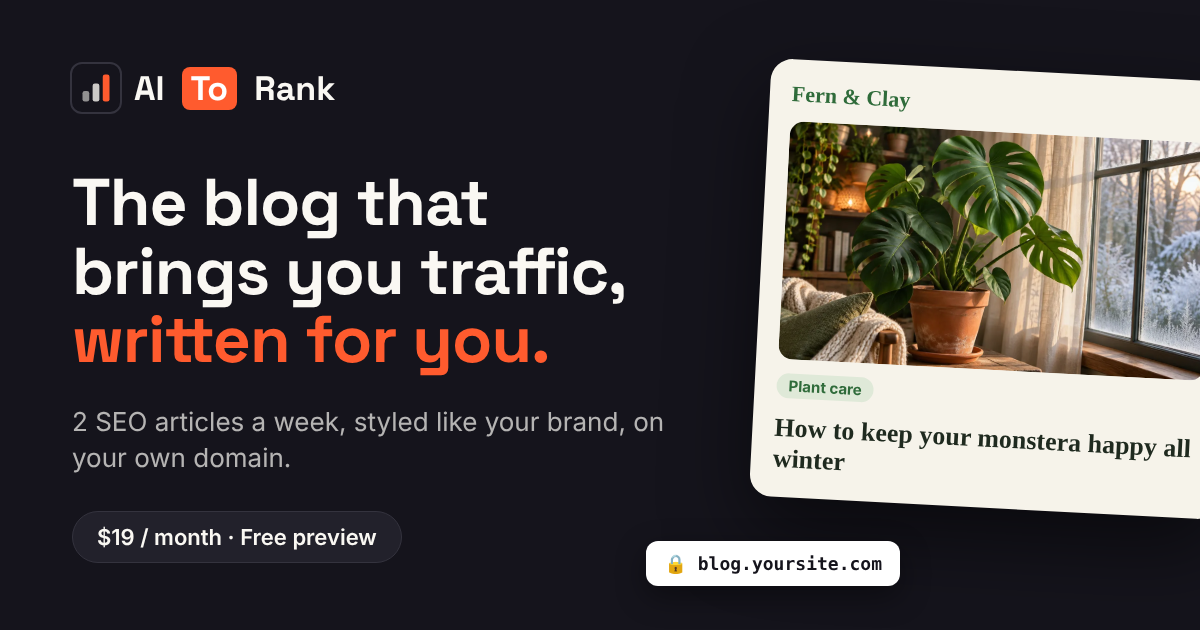 AI To Rank
The blog that
brings you traffic,
written for you.
2 SEO articles a week, styled like your brand, on
your own domain.
$19 / month · Free preview
Fern & Clay
Plant care
How to keep your monstera happy all
winter
🔒 blog.yoursite.com